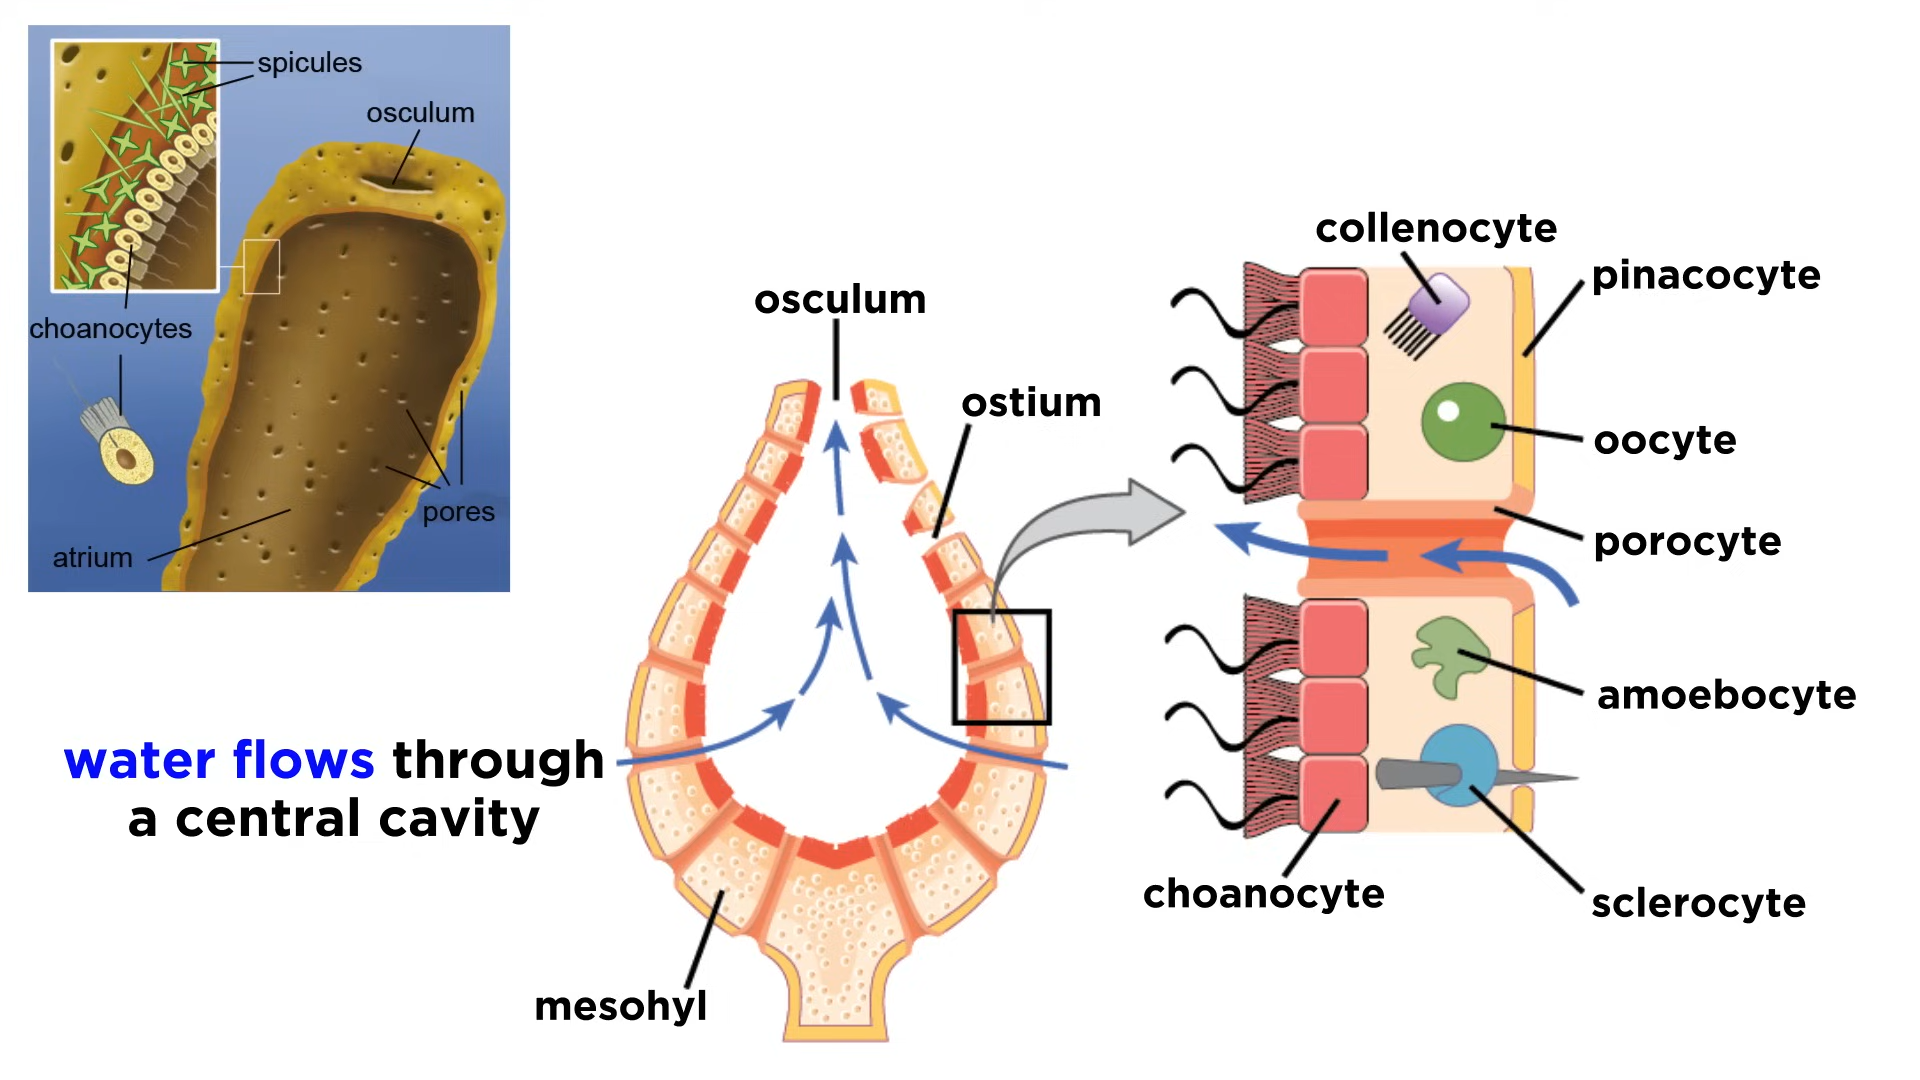 spicules
osculum
choanocytes
pores
atrium
osculum
ostium
water flows through
a central cavity
mesohyl
collenocyte
pinacocyte
oocyte
porocyte
amoebocyte
choanocyte
sclerocyte